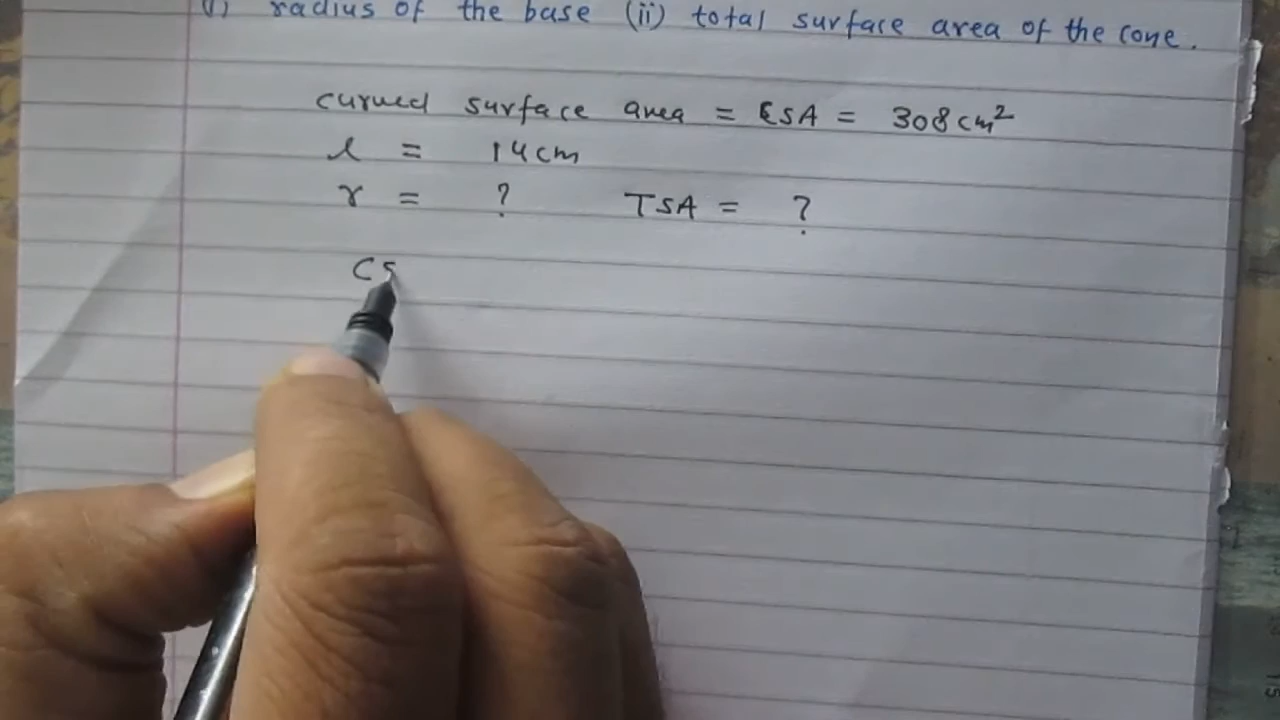 (i) radius of the base (ii) total surface area of the cone.
curved surface area = CSA = 308 cm²
l = 14 cm
r = ? TSA = ?
CS